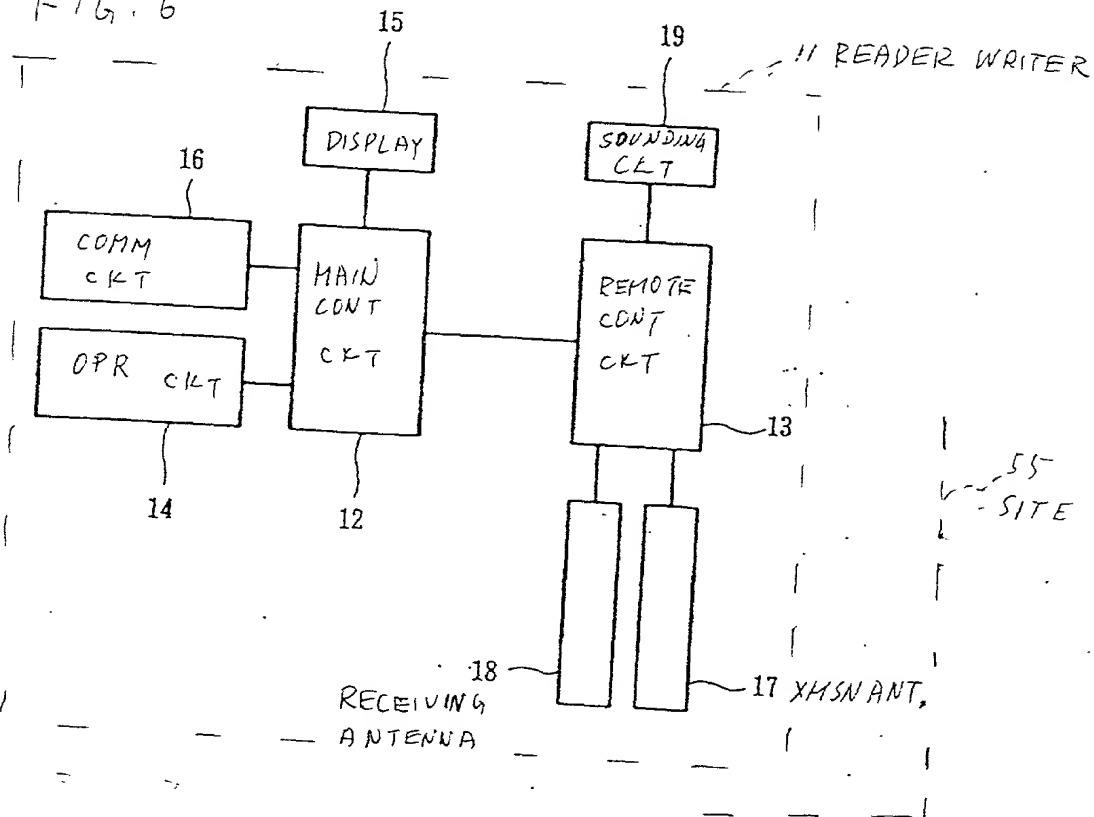 FIG. 6
15
19
11 READER WRITER
DISPLAY
SOUNDING
CKT
16
COMM
CKT
MAIN
CONT
CKT
REMOTE
CONT
CKT
OPR CKT
13
55
SITE
14
12
18
17 XMSN ANT.
RECEIVING
ANTENNA